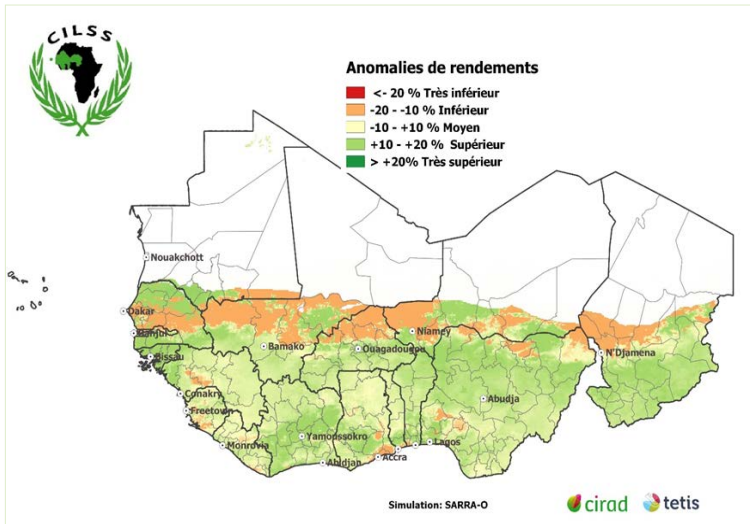 CILSS
Anomalies de rendements
<- 20 % Très inférieur
-20 - -10 % Inférieur
-10 - +10 % Moyen
+10 - +20 % Supérieur
> +20% Très supérieur
Nouakchott
Dakar
Banjul
Bissau
Bamako
Ouagadougou
Niamey
N'Djamena
Conakry
Freetown
Abudja
Monrovia
Yamoussokro
Lagos
Abidjan
Accra
Simulation: SARRA-O
cirad
tetis